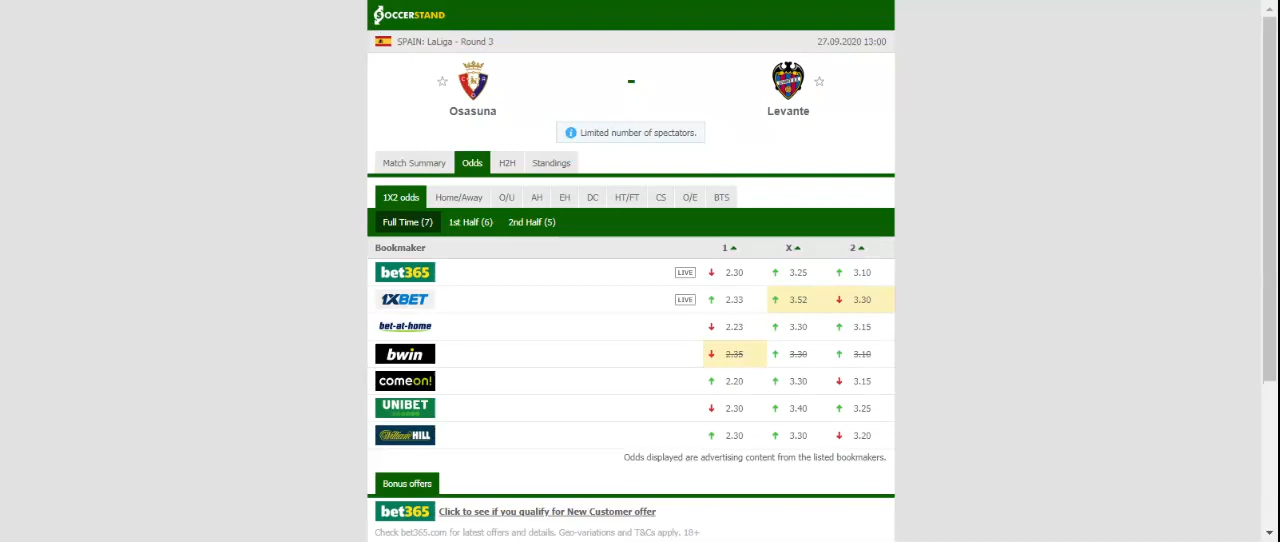 SOCCERSTAND
SPAIN: LaLiga - Round 3 27.09.2020 13:00
-
Osasuna Levante
Limited number of spectators.
Match Summary Odds H2H Standings
1X2 odds Home/Away O/U AH EH DC HT/FT CS O/E BTS
Full Time (7) 1st Half (6) 2nd Half (5)
Bookmaker 1 X 2
bet365 LIVE 2.30 3.25 3.10
1XBET LIVE 2.33 3.52 3.30
bet-at-home 2.23 3.30 3.15
bwin 2.35 3.30 3.10
comeon! 2.20 3.30 3.15
UNIBET 2.30 3.40 3.25
William HILL 2.30 3.30 3.20
Odds displayed are advertising content from the listed bookmakers.
Bonus offers
bet365 Click to see if you qualify for New Customer offer
Check bet365.com for latest offers and details. Geo-variations and T&Cs apply. 18+